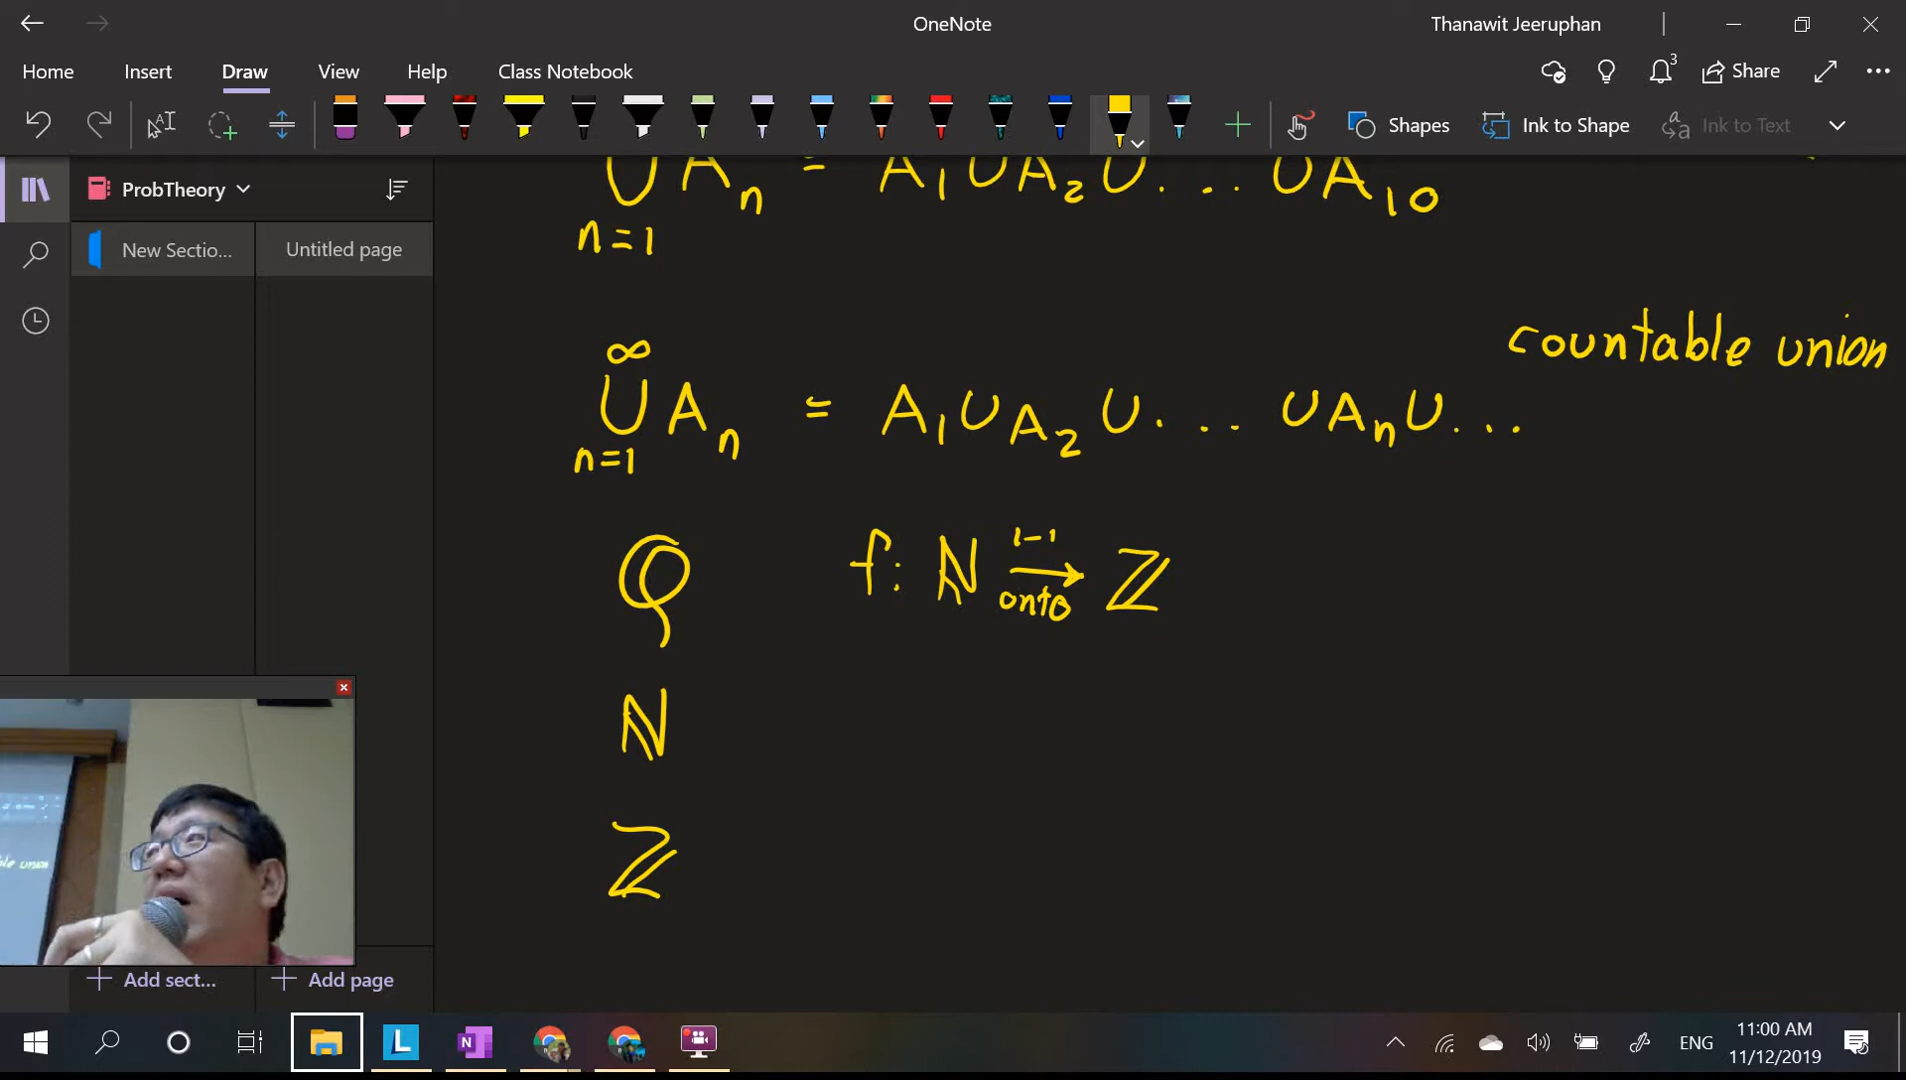 OneNote
Thanawit Jeeruphan
Home Insert Draw View Help Class Notebook
3
Share
Shapes
Ink to Shape
Ink to Text
ProbTheory
New Sectio...
Untitled page
∪ Aₙ = A₁ ∪ A₂ ∪ ... ∪ A₁₀
n=1
countable union
∞
∪ Aₙ = A₁ ∪ A₂ ∪ ... ∪ Aₙ ∪ ...
n=1
1-1
ℚ f: ℕ → ℤ
onto
ℕ
ℤ
Add sect...
Add page
ENG
11:00 AM
11/12/2019